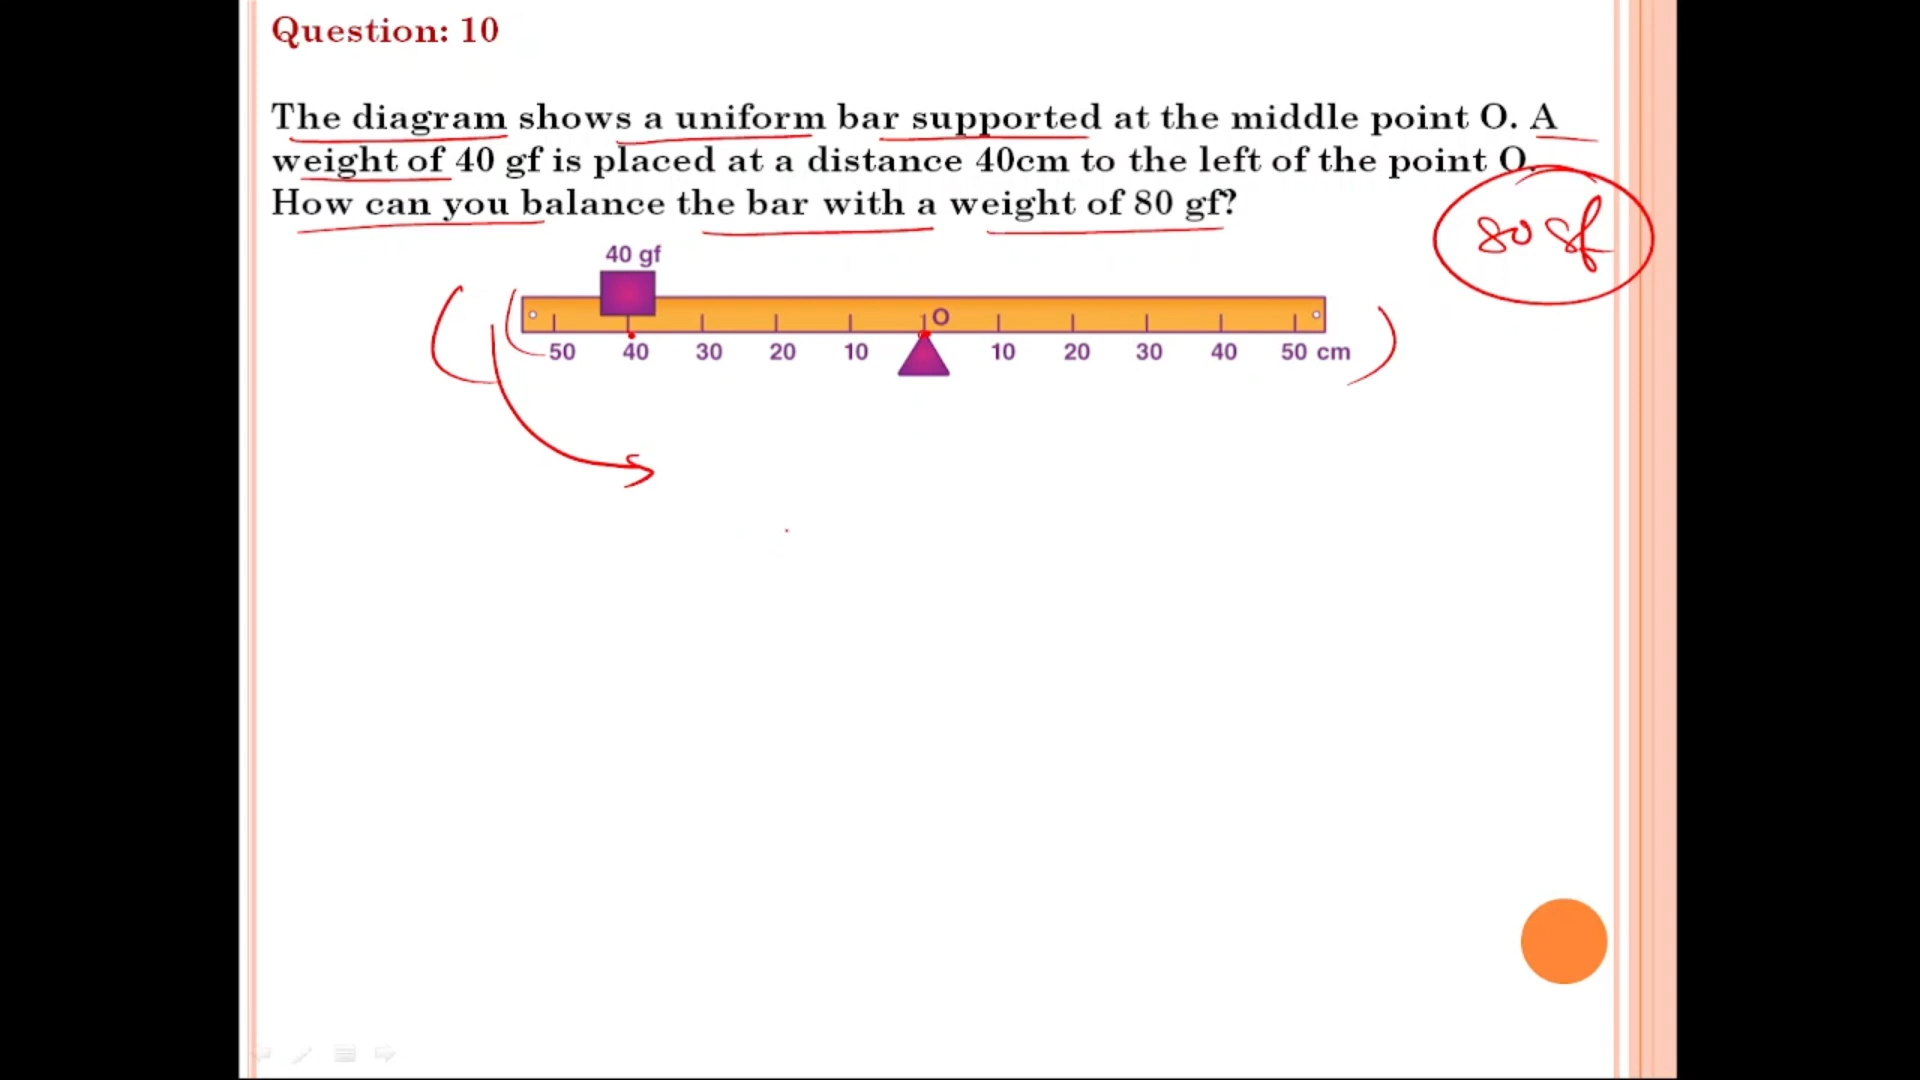 Question: 10
The diagram shows a uniform bar supported at the middle point O. A
weight of 40 gf is placed at a distance 40cm to the left of the point O.
How can you balance the bar with a weight of 80 gf?
80 gf
40 gf
O
50 40 30 20 10 10 20 30 40 50 cm